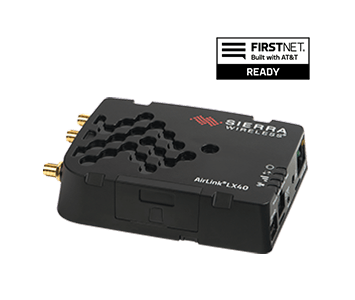 FIRSTNET.
Built with AT&T
READY
SIERRA
WIRELESS®
AirLink® LX40